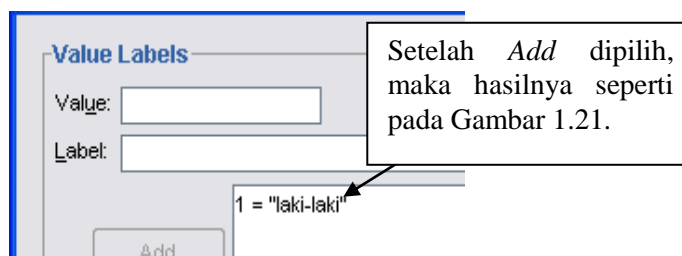 Value Labels
Setelah Add dipilih,
maka hasilnya seperti
pada Gambar 1.21.
Value:
Label:
1 = "laki-laki"
Add